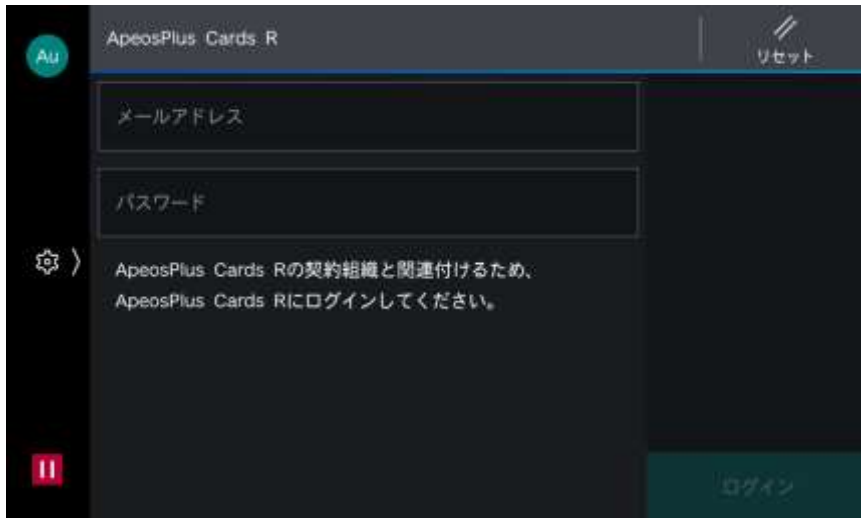 Au
ApeosPlus Cards R
リセット
メールアドレス
パスワード
ApeosPlus Cards Rの契約組織と関連付けるため、
ApeosPlus Cards Rにログインしてください。
ログイン